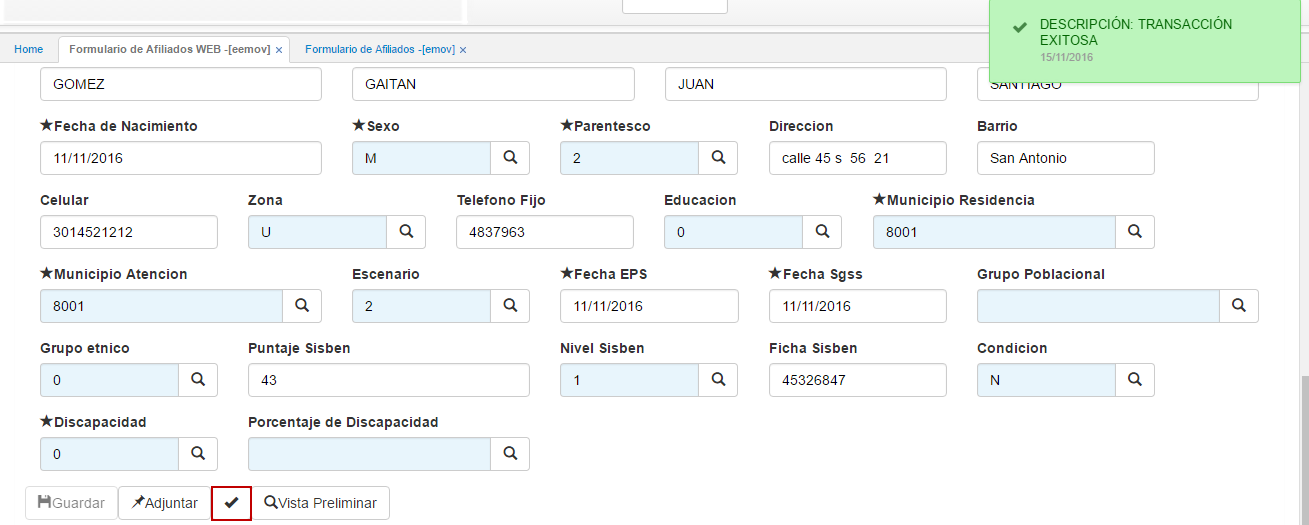 DESCRIPCIÓN: TRANSACCIÓN
EXITOSA
15/11/2016
Home
Formulario de Afiliados WEB -[eemov] ×
Formulario de Afiliados -[emov] ×
GOMEZ GAITAN JUAN SANTIAGO
★Fecha de Nacimiento ★Sexo ★Parentesco Direccion Barrio
11/11/2016 M 2 calle 45 s 56 21 San Antonio
Celular Zona Telefono Fijo Educacion ★Municipio Residencia
3014521212 U 4837963 0 8001
★Municipio Atencion Escenario ★Fecha EPS ★Fecha Sgss Grupo Poblacional
8001 2 11/11/2016 11/11/2016
Grupo etnico Puntaje Sisben Nivel Sisben Ficha Sisben Condicion
0 43 1 45326847 N
★Discapacidad Porcentaje de Discapacidad
0
Guardar Adjuntar Vista Preliminar